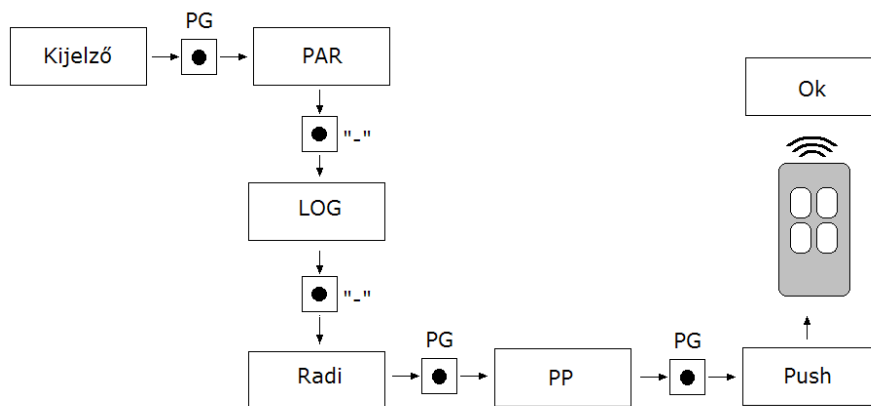 PG
Kijelző
PAR
Ok
"-"
LOG
"-"
PG
PG
Radi
PP
Push